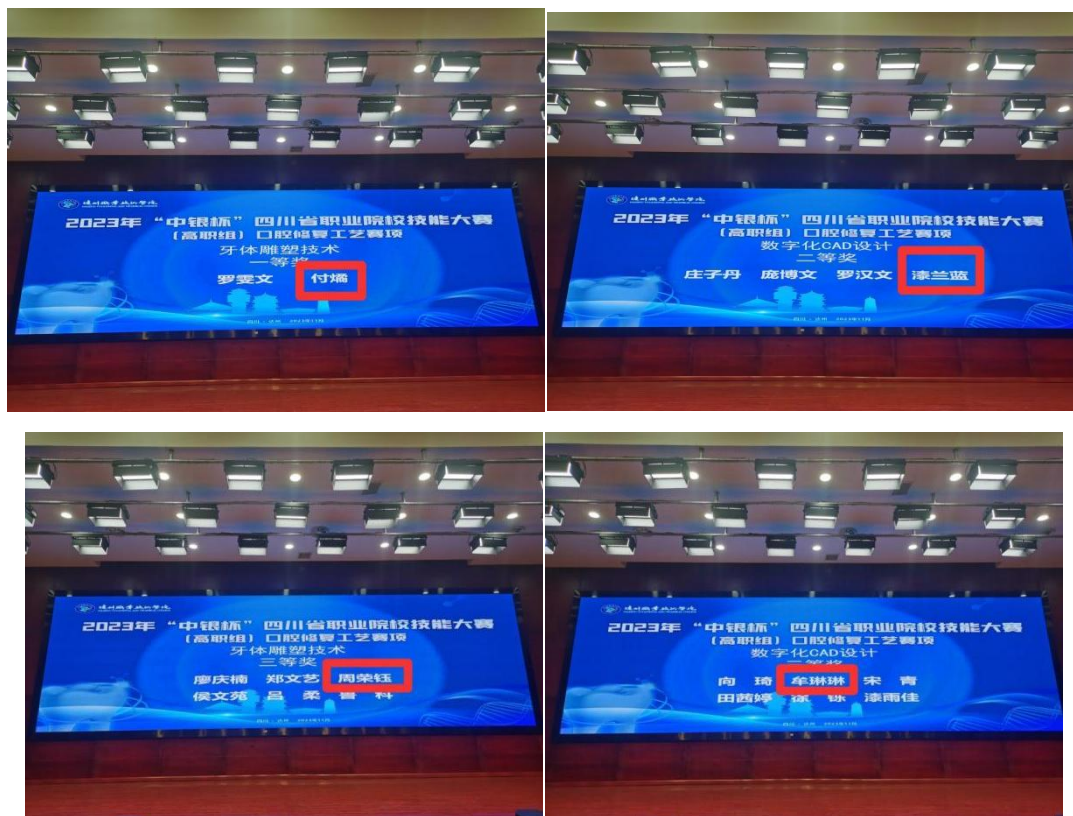 2023年“中银杯”四川省职业院校技能大赛
(高职组)口腔修复工艺赛项
牙体雕塑技术
一等奖
罗雯文 付燏
2023年“中银杯”四川省职业院校技能大赛
(高职组)口腔修复工艺赛项
数字化CAD设计
二等奖
庄子丹 庞博文 罗汉文 漆兰蓝
2023年“中银杯”四川省职业院校技能大赛
(高职组)口腔修复工艺赛项
牙体雕塑技术
三等奖
廖庆楠 郑文艺 周荣钰
侯文苑 吕柔 鲁科
2023年“中银杯”四川省职业院校技能大赛
(高职组)口腔修复工艺赛项
数字化CAD设计
向琦 牟琳琳 宋青
田茜婷 漆雨佳